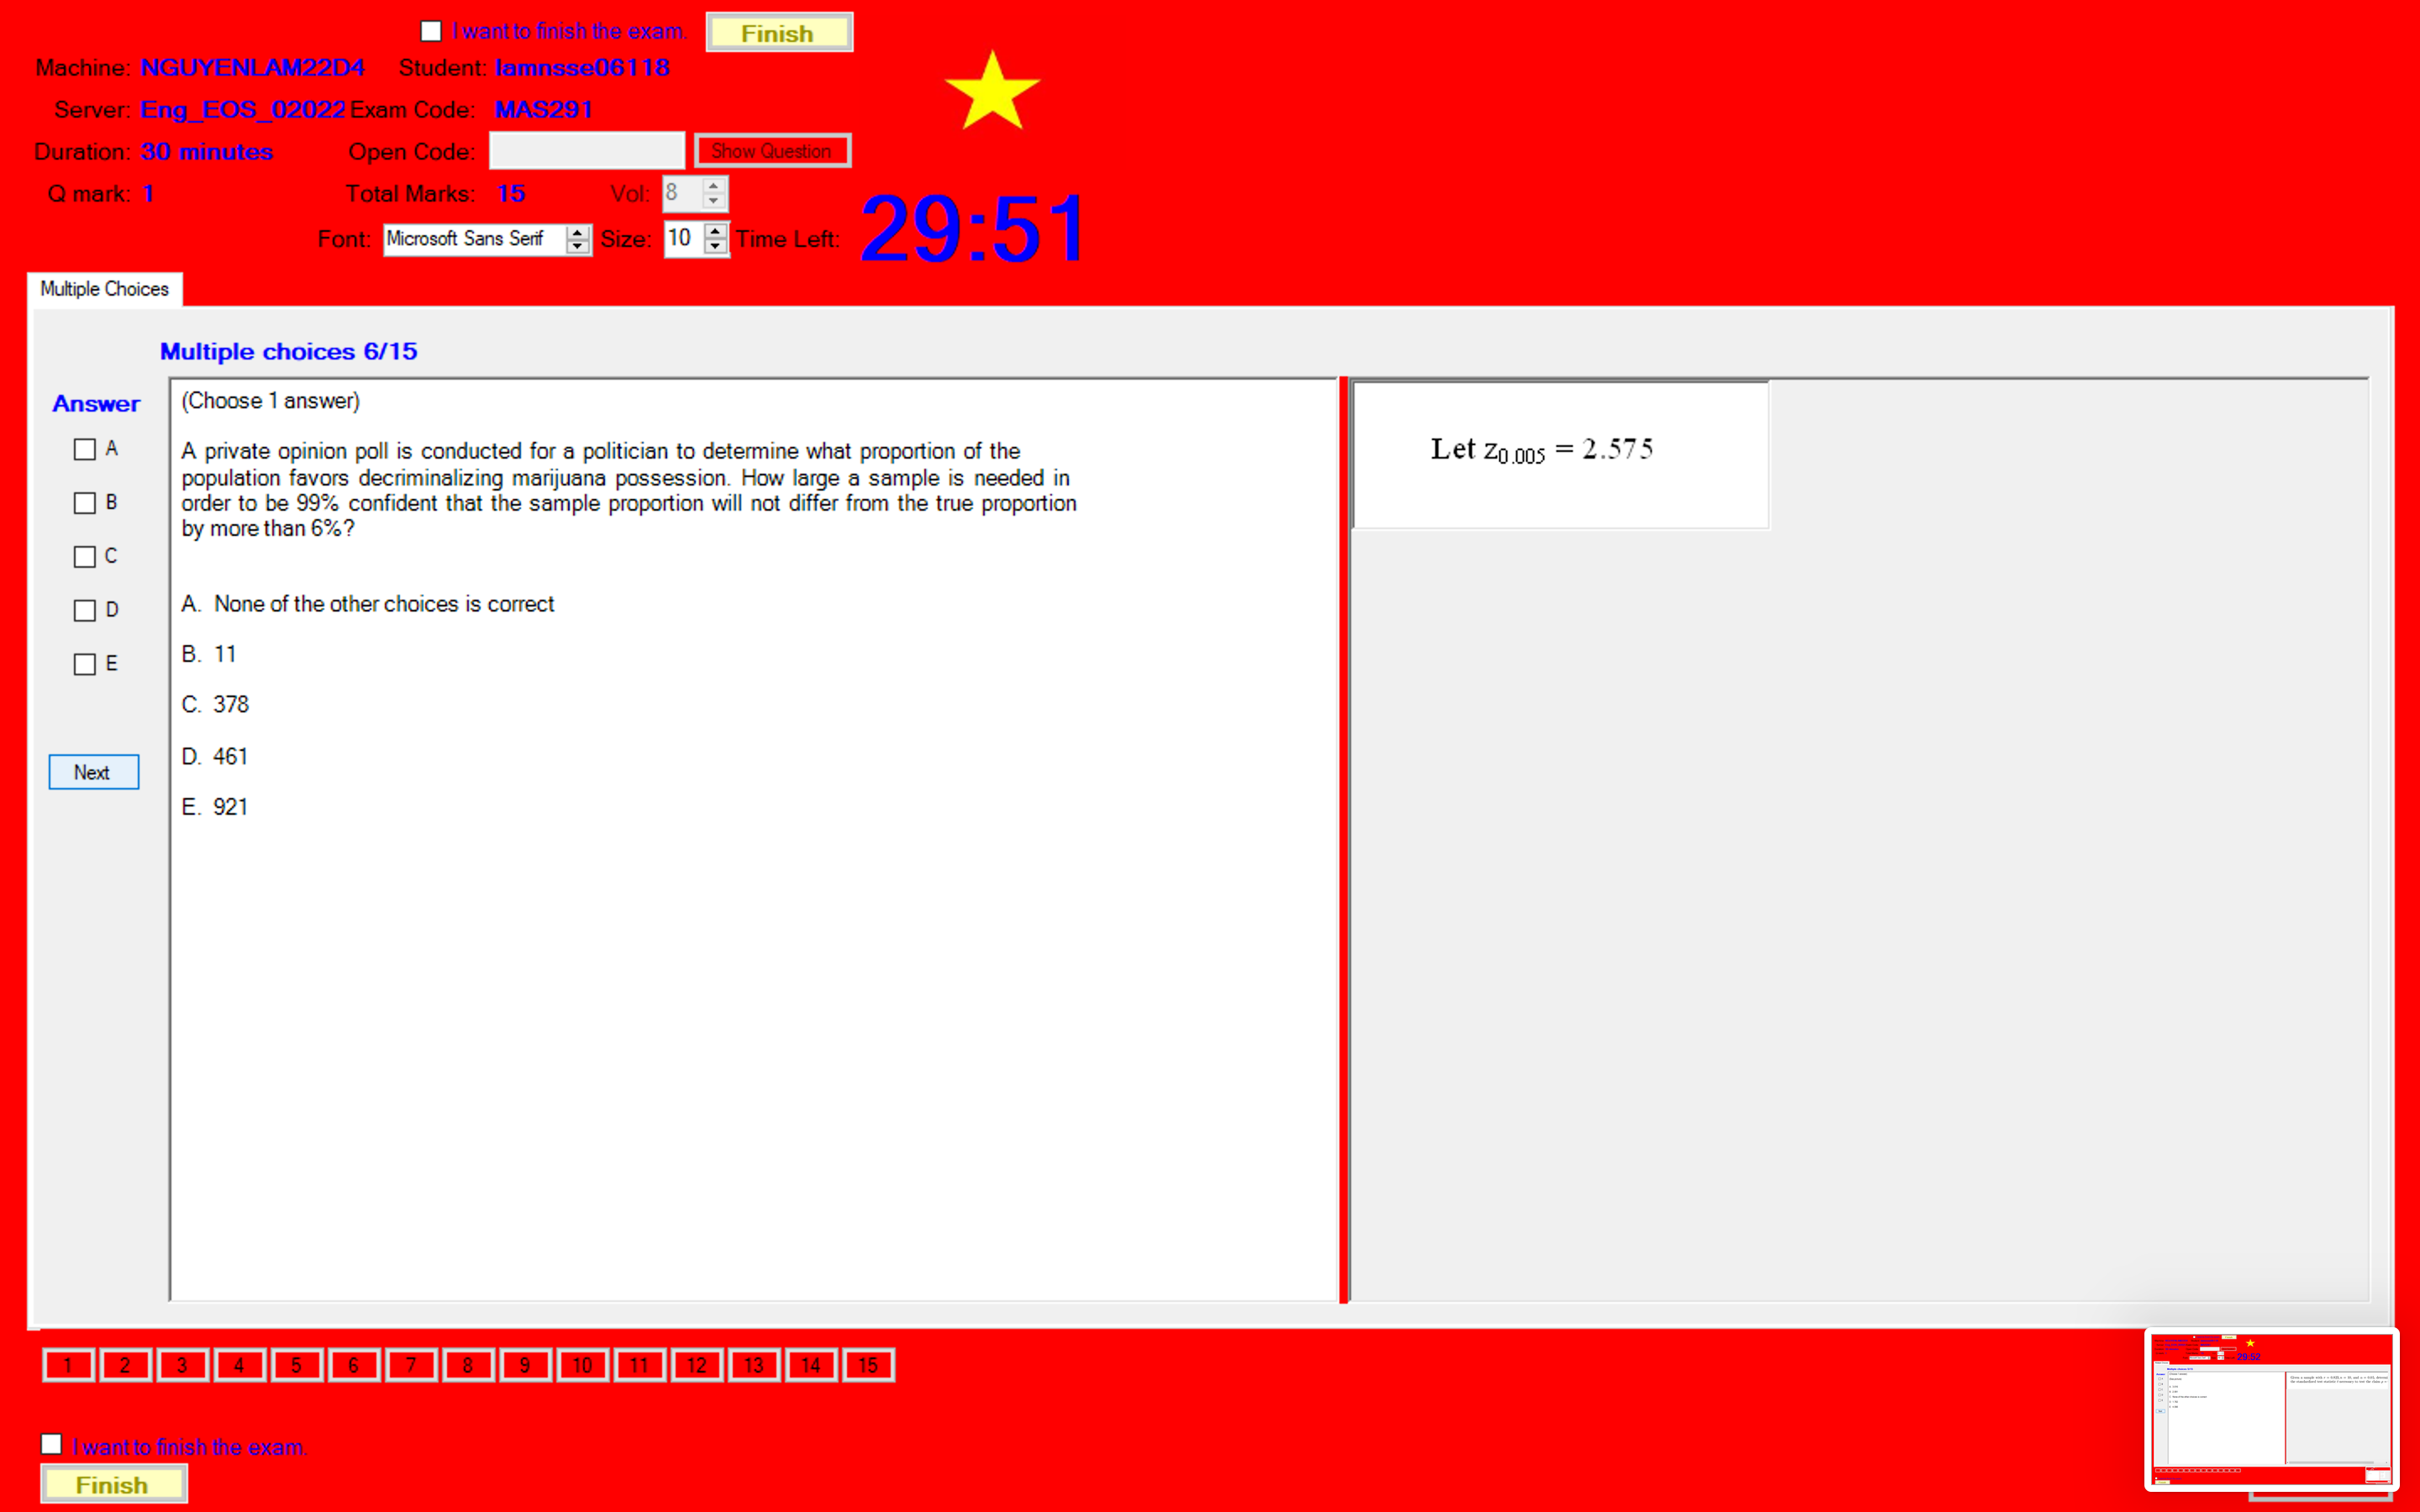 I want to finish the exam.
Finish
Machine: NGUYENLAM22D4 Student: lamnsse06118
Server: Eng_EOS_02022 Exam Code: MAS291
Duration: 30 minutes Open Code: Show Question
Q mark: 1 Total Marks: 15 Vol: 8
Font: Microsoft Sans Serif Size: 10 Time Left: 29:51
Multiple Choices
Multiple choices 6/15
Answer
A
B
C
D
E
Next
(Choose 1 answer)
A private opinion poll is conducted for a politician to determine what proportion of the
population favors decriminalizing marijuana possession. How large a sample is needed in
order to be 99% confident that the sample proportion will not differ from the true proportion
by more than 6%?
A. None of the other choices is correct
B. 11
C. 378
D. 461
E. 921
Let z0.005 = 2.575
1 2 3 4 5 6 7 8 9 10 11 12 13 14 15
I want to finish the exam.
Finish